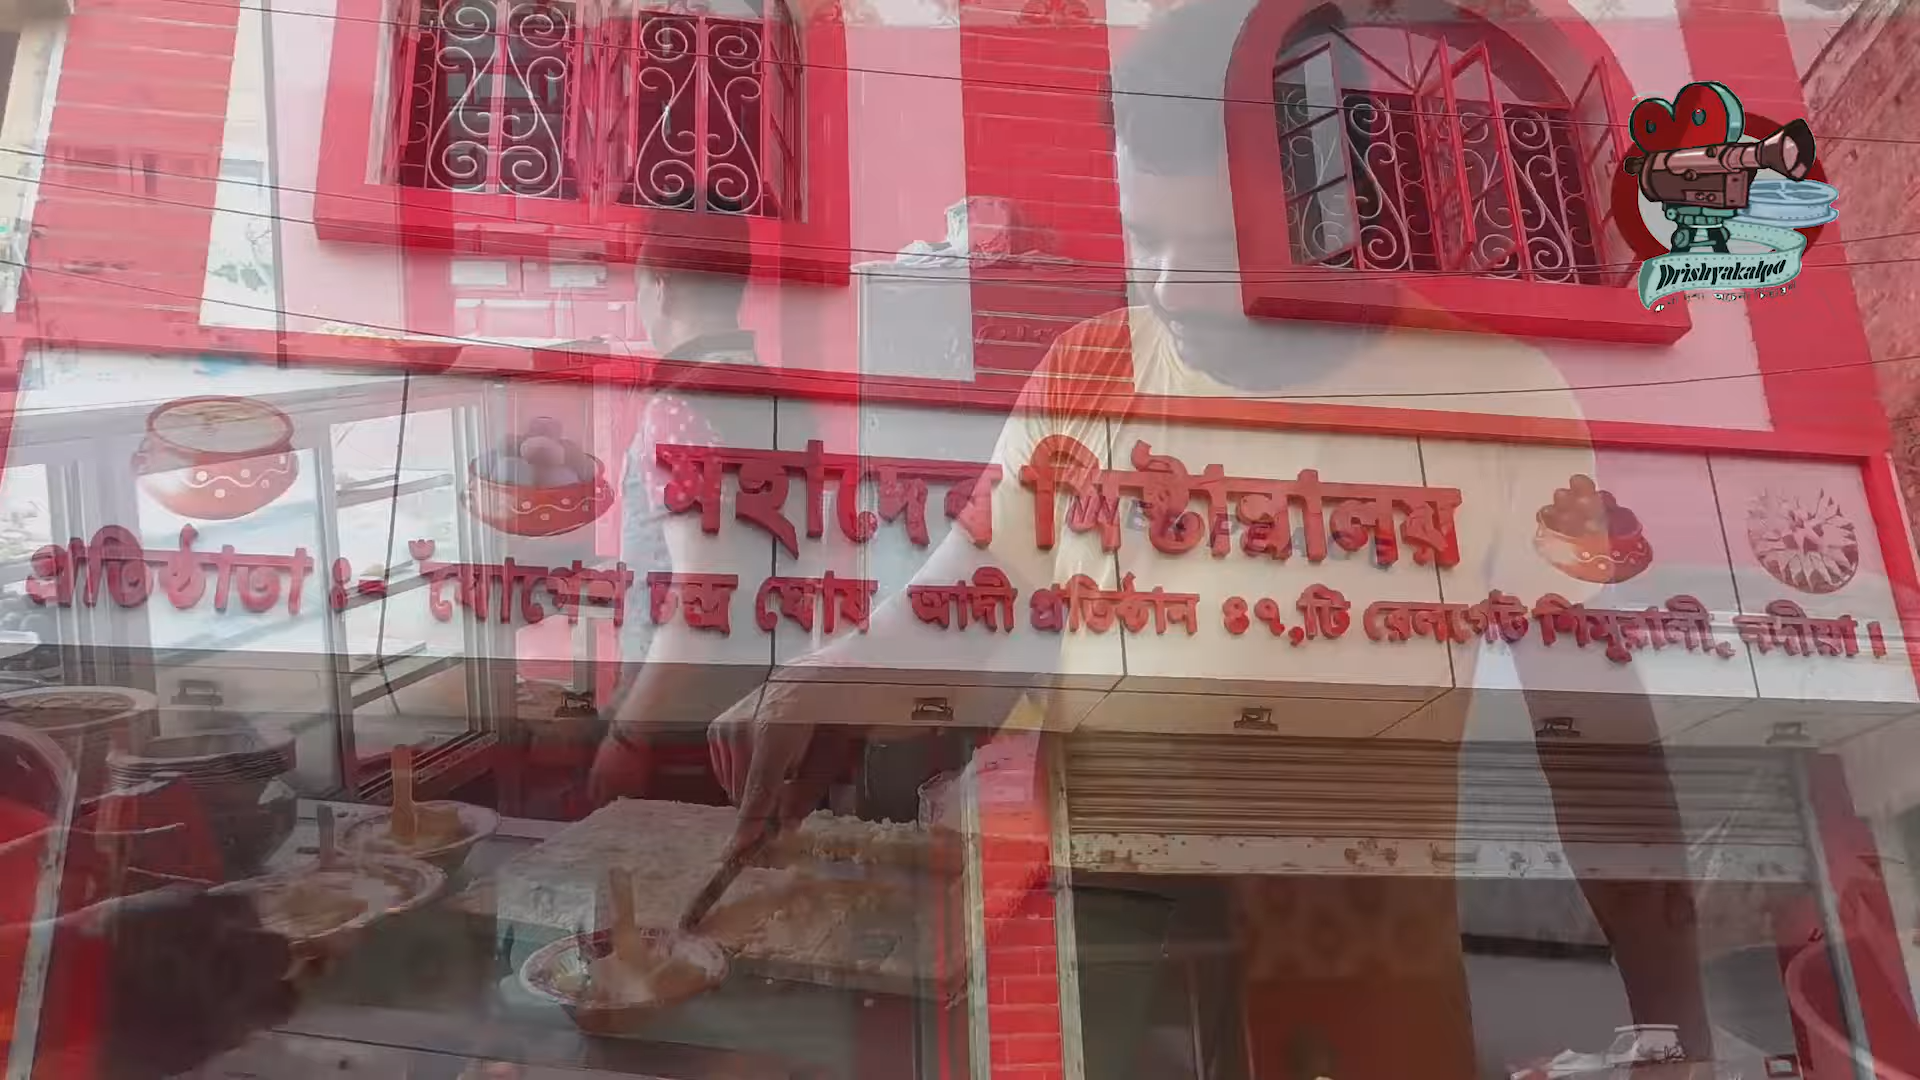 Drishyakalpa
মহাদেব মিষ্টান্নালয়
প্রতিষ্ঠাতা :- ঁযোগেশ চন্দ্র ঘোষ আদী প্রতিষ্ঠান ৪৭,টি রেলগেট শিমুরালী, নদীয়া।